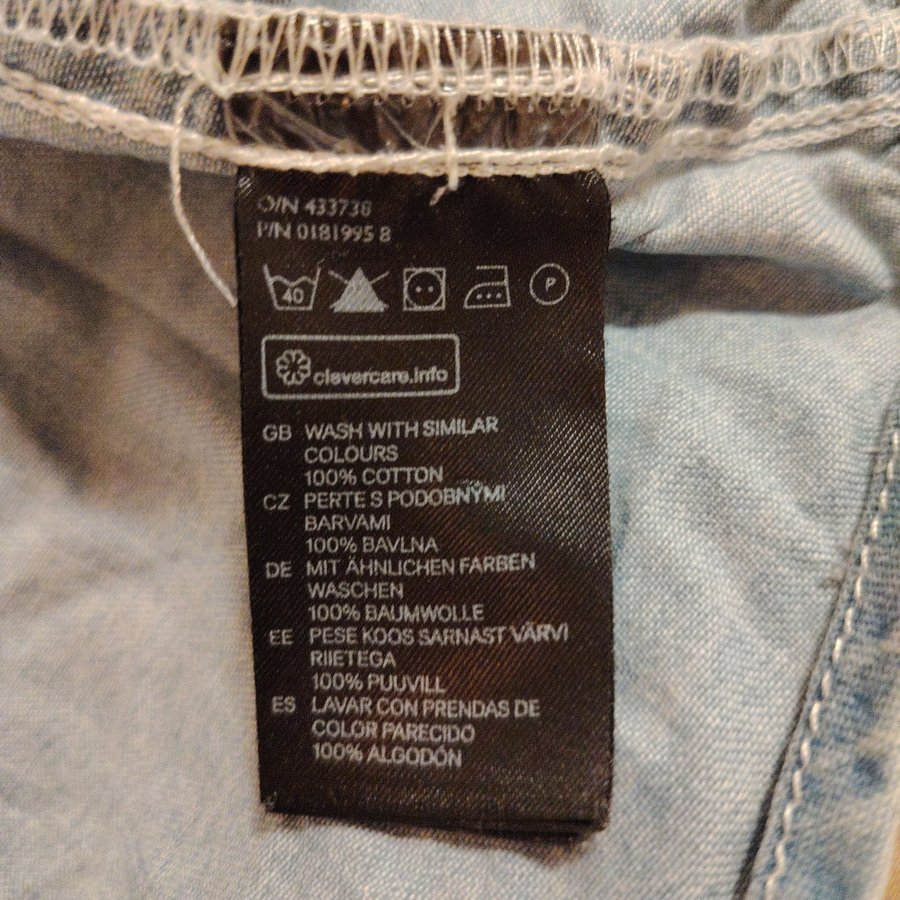 O/N 433738
P/N 0181995 8
40
P
clevercare.info
GB WASH WITH SIMILAR
COLOURS
100% COTTON
CZ PERTE S PODOBNÝMI
BARVAMI
100% BAVLNA
DE MIT ÄHNLICHEN FARBEN
WASCHEN
100% BAUMWOLLE
EE PESE KOOS SARNAST VÄRVI
RIIETEGA
100% PUUVILL
ES LAVAR CON PRENDAS DE
COLOR PARECIDO
100% ALGODÓN